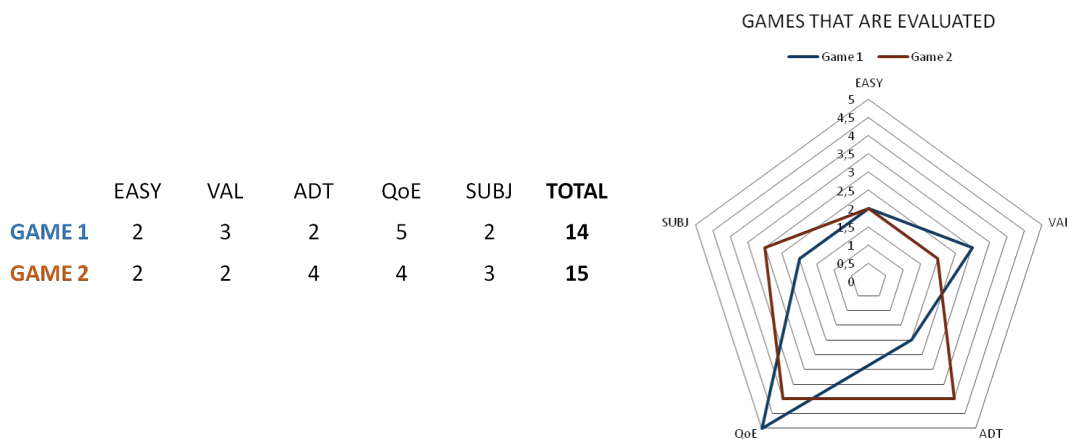 GAMES THAT ARE EVALUATED
Game 1 Game 2
EASY
5
4,5
4
3,5
3
2,5
2
1,5
1
0,5
0
SUBJ
VAL
QoE
ADT
EASY VAL ADT QoE SUBJ TOTAL
GAME 1 2 3 2 5 2 14
GAME 2 2 2 4 4 3 15